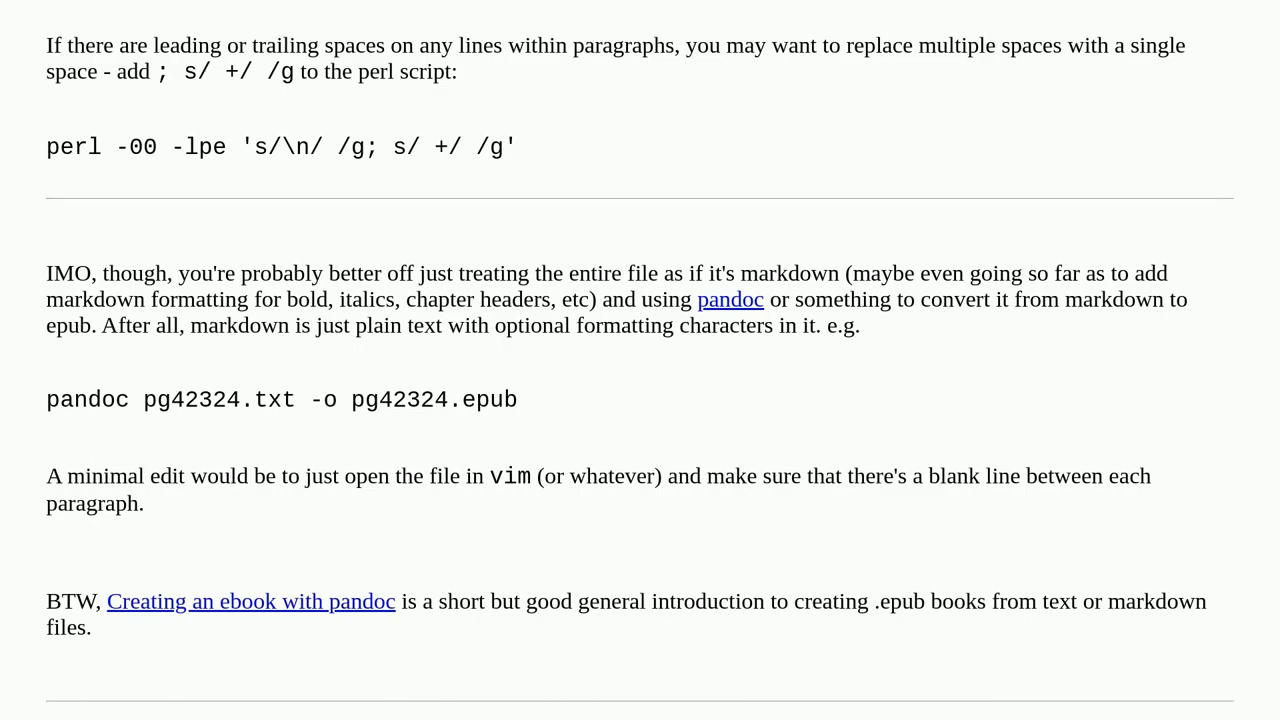 If there are leading or trailing spaces on any lines within paragraphs, you may want to replace multiple spaces with a single
space - add ; s/ +/ /g to the perl script:
perl -00 -lpe 's/\n/ /g; s/ +/ /g'
IMO, though, you're probably better off just treating the entire file as if it's markdown (maybe even going so far as to add
markdown formatting for bold, italics, chapter headers, etc) and using pandoc or something to convert it from markdown to
epub. After all, markdown is just plain text with optional formatting characters in it. e.g.
pandoc pg42324.txt -o pg42324.epub
A minimal edit would be to just open the file in vim (or whatever) and make sure that there's a blank line between each
paragraph.
BTW, Creating an ebook with pandoc is a short but good general introduction to creating .epub books from text or markdown
files.